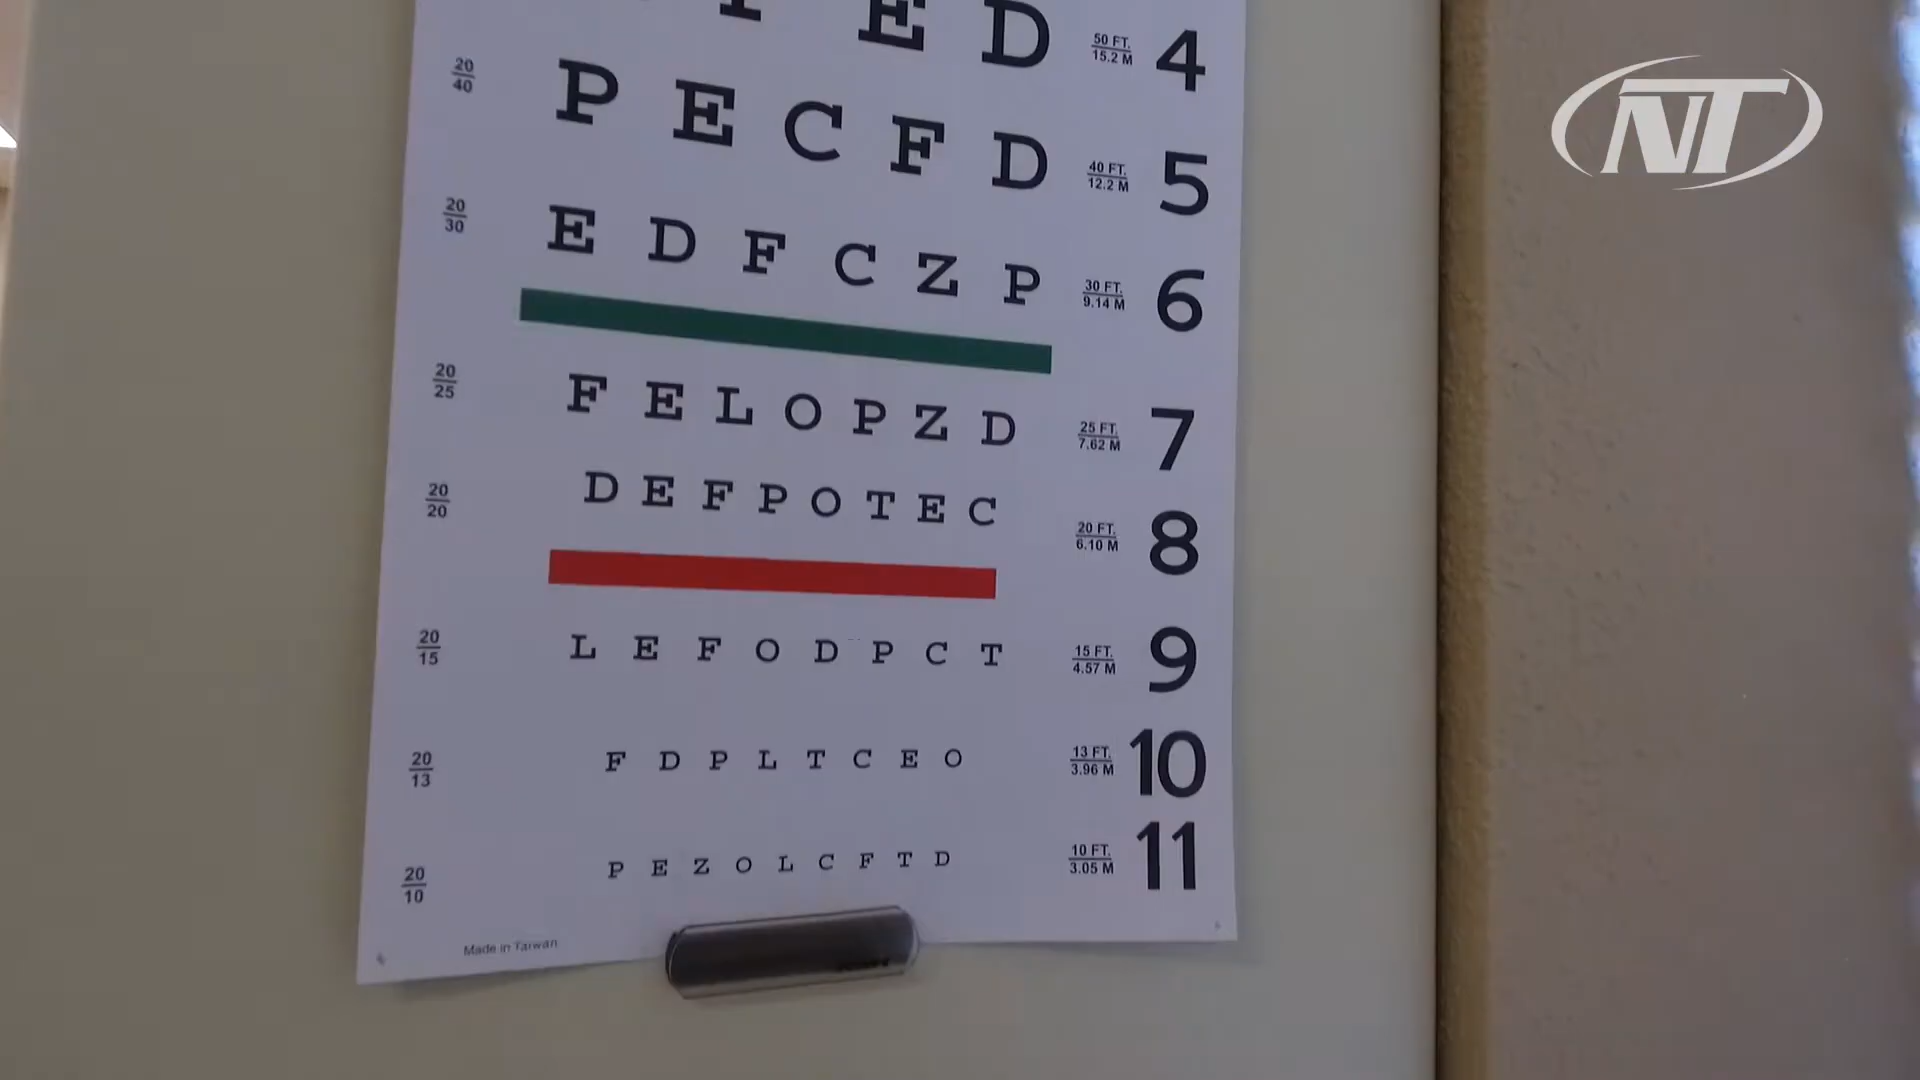 E D 50 FT. 15.2 M 4
20 40 P E C F D 40 FT. 12.2 M 5
20 30 E D F C Z P 30 FT. 9.14 M 6
20 25 F E L O P Z D 25 FT. 7.62 M 7
20 20 D E F P O T E C 20 FT. 6.10 M 8
20 15 L E F O D P C T 15 FT. 4.57 M 9
20 13 F D P L T C E O 13 FT. 3.96 M 10
20 10 P E Z O L C F T D 10 FT. 3.05 M 11
Made in Taiwan
NT